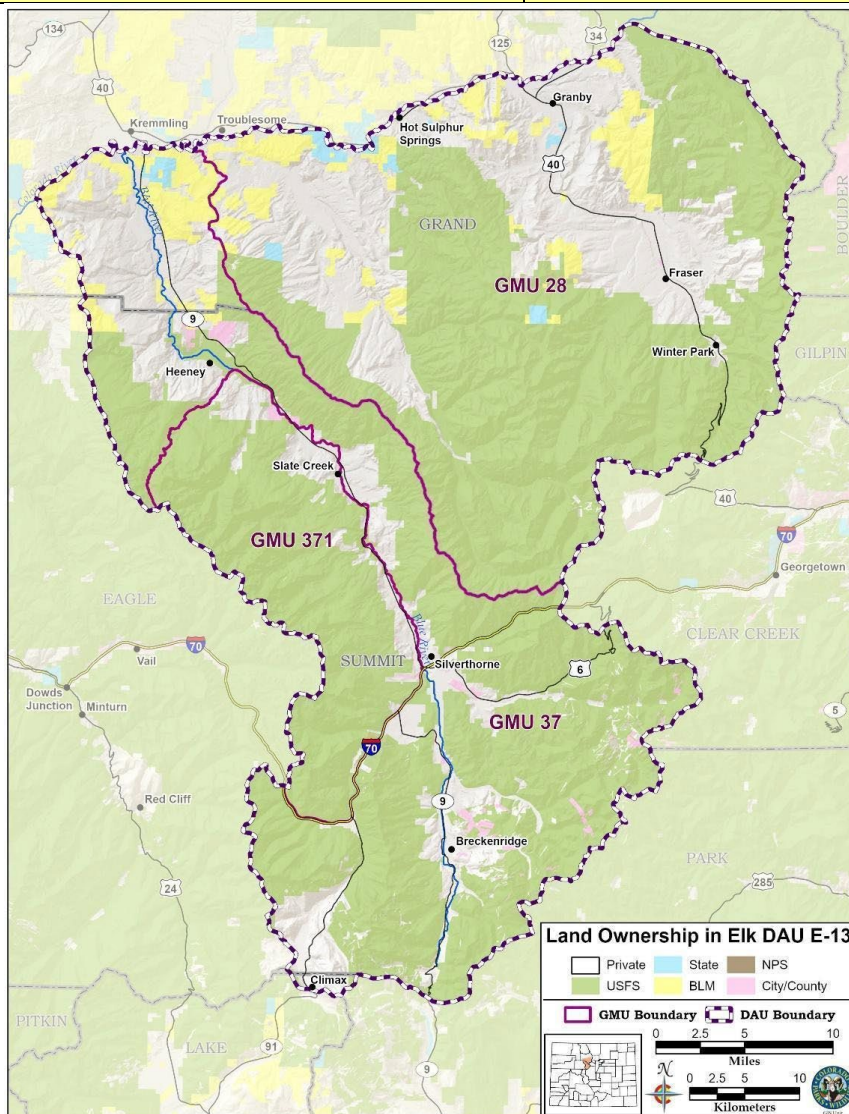 134
125
34
40
Granby
Kremmling
Troublesome
Hot Sulphur
Springs
40
Blue River
GRAND
BOULDER
GMU 28
Fraser
9
Winter Park
GILPIN
Heeney
Slate Creek
40
GMU 371
70
Georgetown
EAGLE
CLEAR CREEK
Blue River
70
Vail
SUMMIT
Silverthorne
6
Dowds
Junction
Minturn
GMU 37
5
70
Red Cliff
9
Breckenridge
PARK
24
285
Climax
PITKIN
LAKE
91
9
Land Ownership in Elk DAU E-13
Private
State
NPS
USFS
BLM
City/County
GMU Boundary
DAU Boundary
0 2.5 5 10
Miles
N
0 2.5 5 10
Kilometers